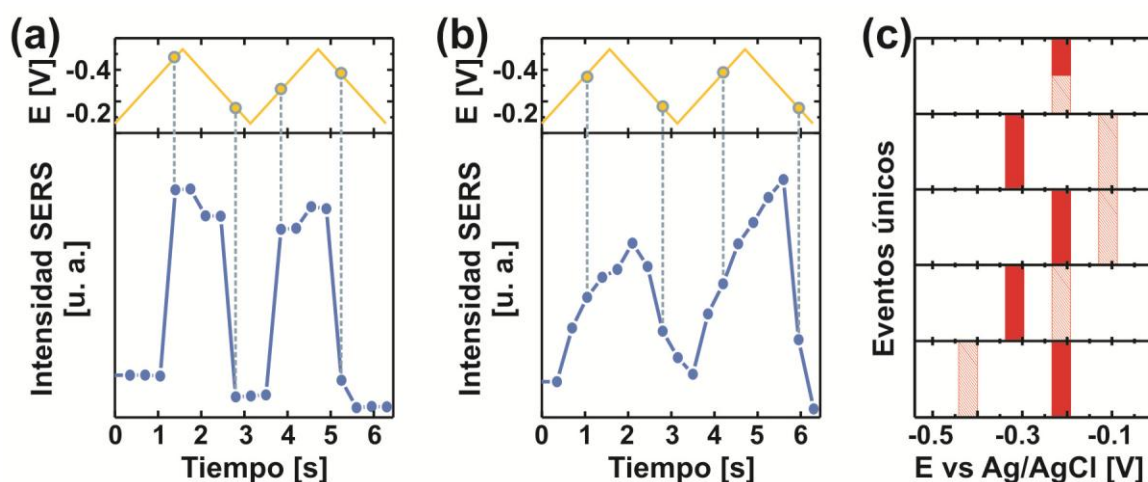 (a)
E [V]
-0.4
-0.2
Intensidad SERS
[u. a.]
0 1 2 3 4 5 6
Tiempo [s]
(b)
E [V]
-0.4
-0.2
Intensidad SERS
[u. a.]
0 1 2 3 4 5 6
Tiempo [s]
(c)
Eventos únicos
-0.5 -0.3 -0.1
E vs Ag/AgCl [V]